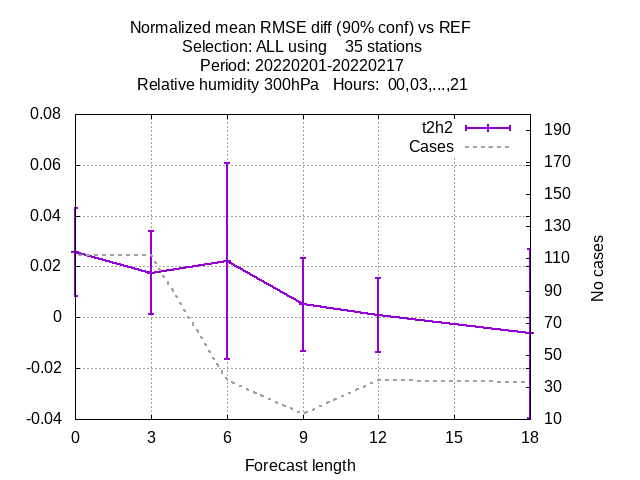 Normalized mean RMSE diff (90% conf) vs REF
Selection: ALL using    35 stations
Period: 20220201-20220217
Relative humidity 300hPa   Hours:  00,03,...,21
t2h2
Cases
0.08
0.06
0.04
0.02
0
-0.02
-0.04
190
170
150
130
110
90
70
50
30
10
No cases
0 3 6 9 12 15 18
Forecast length